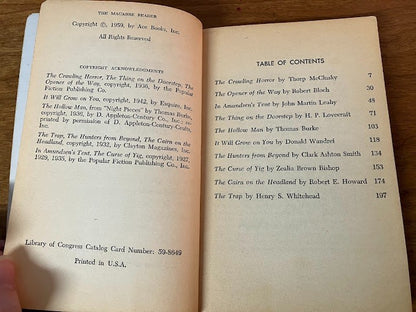 THE MACABRE READER
Copyright ©, 1959, by Ace Books, Inc.
All Rights Reserved
COPYRIGHT ACKNOWLEDGMENTS
The Crawling Horror, The Thing on the Doorstep, The
Opener of the Way, copyright, 1936, by the Popular
Fiction Publishing Co.
It Will Grow on You, copyright, 1942, by Esquire, Inc.
The Hollow Man, from "Night Pieces" by Thomas Burke,
copyright, 1936, by D. Appleton-Century Co., Inc.; re-
printed by permission of D. Appleton-Century-Crofts,
Inc.
The Trap, The Hunters from Beyond, The Cairn on the
Headland, copyright, 1932, by Clayton Magazines, Inc.
In Amundsen's Tent, The Curse of Yig, copyright, 1927,
1929, 1935, by the Popular Fiction Publishing Co., Inc.
Library of Congress Catalog Card Number: 59-8649
Printed in U.S.A.
TABLE OF CONTENTS
The Crawling Horror by Thorp McClusky 7
The Opener of the Way by Robert Bloch 31
In Amundsen's Tent by John Martin Leahy 48
The Thing on the Doorstep by H. P. Lovecraft 71
The Hollow Man by Thomas Burke 103
It Will Grow on You by Donald Wandrei 118
The Hunters from Beyond by Clark Ashton Smith 134
The Curse of Yig by Zealia Brown Bishop 153
The Cairn on the Headland by Robert E. Howard 174
The Trap by Henry S. Whitehead 197